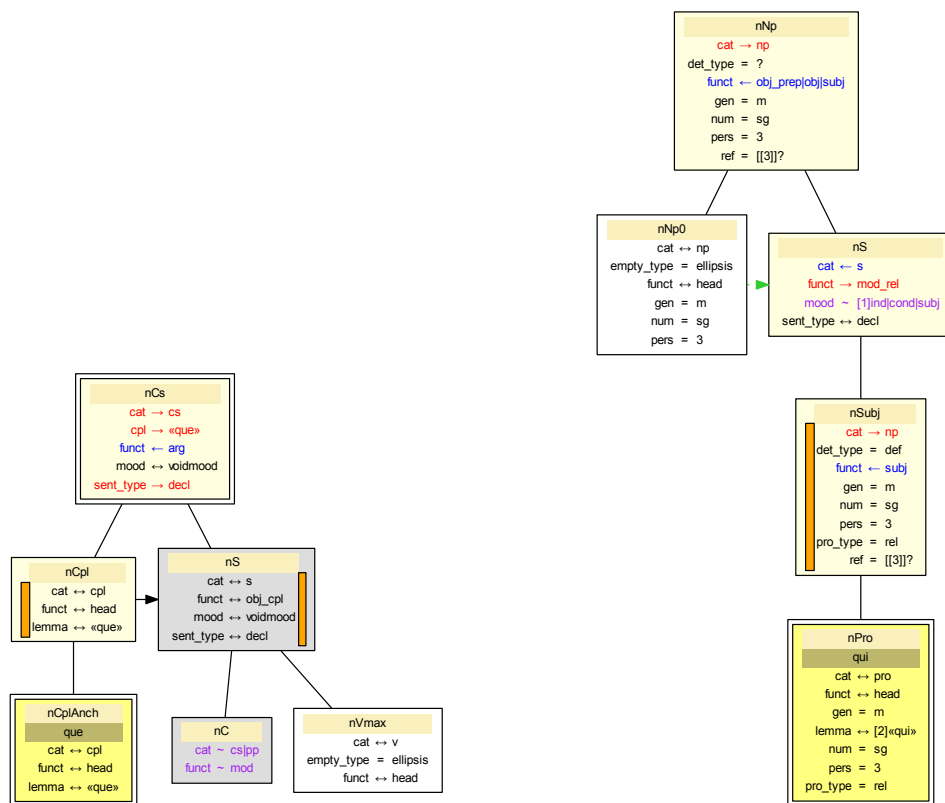 nNp
cat → np
det_type = ?
funct ← obj_prep|obj|subj
gen = m
num = sg
pers = 3
ref = [[3]]?
nNp0
cat ↔ np
empty_type = ellipsis
funct ↔ head
gen = m
num = sg
pers = 3
nS
cat ← s
funct → mod_rel
mood ~ [1]ind|cond|subj
sent_type ↔ decl
nCs
cat → cs
cpl → «que»
funct ← arg
mood ↔ voidmood
sent_type → decl
nSubj
cat → np
det_type = def
funct ← subj
gen = m
num = sg
pers = 3
pro_type = rel
ref = [[3]]?
nCpl
cat ↔ cpl
funct ↔ head
lemma ↔ «que»
nS
cat ↔ s
funct ↔ obj_cpl
mood ↔ voidmood
sent_type ↔ decl
nPro
qui
cat ↔ pro
funct ↔ head
gen = m
lemma ↔ [2]«qui»
num = sg
pers = 3
pro_type = rel
nCplAnch
que
cat ↔ cpl
funct ↔ head
lemma ↔ «que»
nC
cat ~ cs|pp
funct ~ mod
nVmax
cat ↔ v
empty_type = ellipsis
funct ↔ head